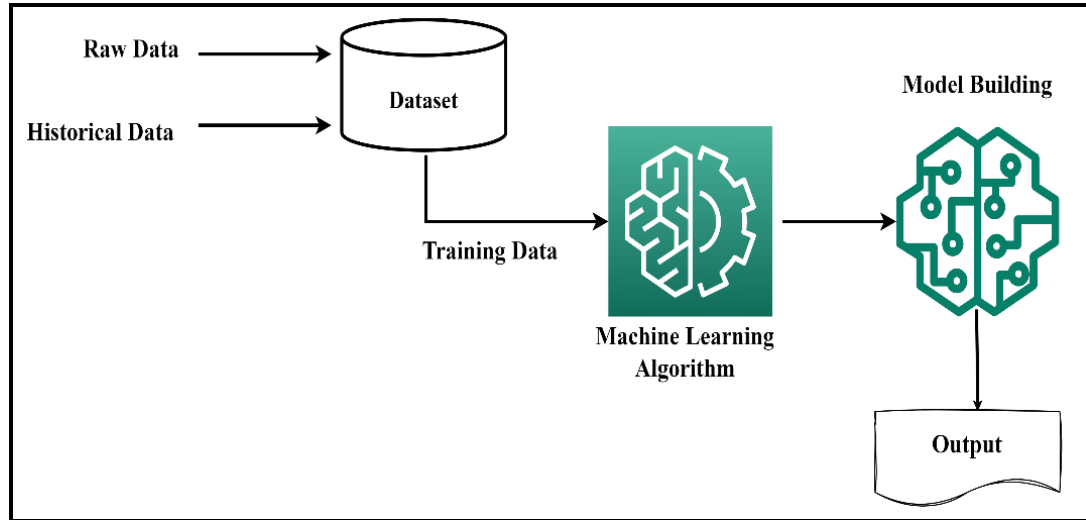 Raw Data
Historical Data
Dataset
Training Data
Machine Learning
Algorithm
Model Building
Output